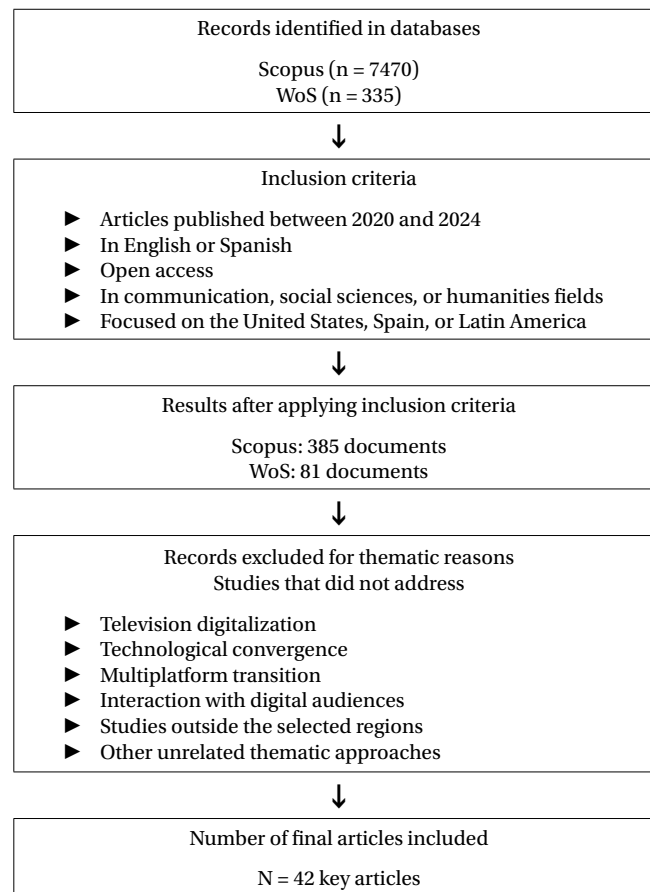 Records identified in databases
Scopus (n = 7470)
WoS (n = 335)
↓
Inclusion criteria
► Articles published between 2020 and 2024
► In English or Spanish
► Open access
► In communication, social sciences, or humanities fields
► Focused on the United States, Spain, or Latin America
↓
Results after applying inclusion criteria
Scopus: 385 documents
WoS: 81 documents
↓
Records excluded for thematic reasons
Studies that did not address
► Television digitalization
► Technological convergence
► Multiplatform transition
► Interaction with digital audiences
► Studies outside the selected regions
► Other unrelated thematic approaches
↓
Number of final articles included
N = 42 key articles